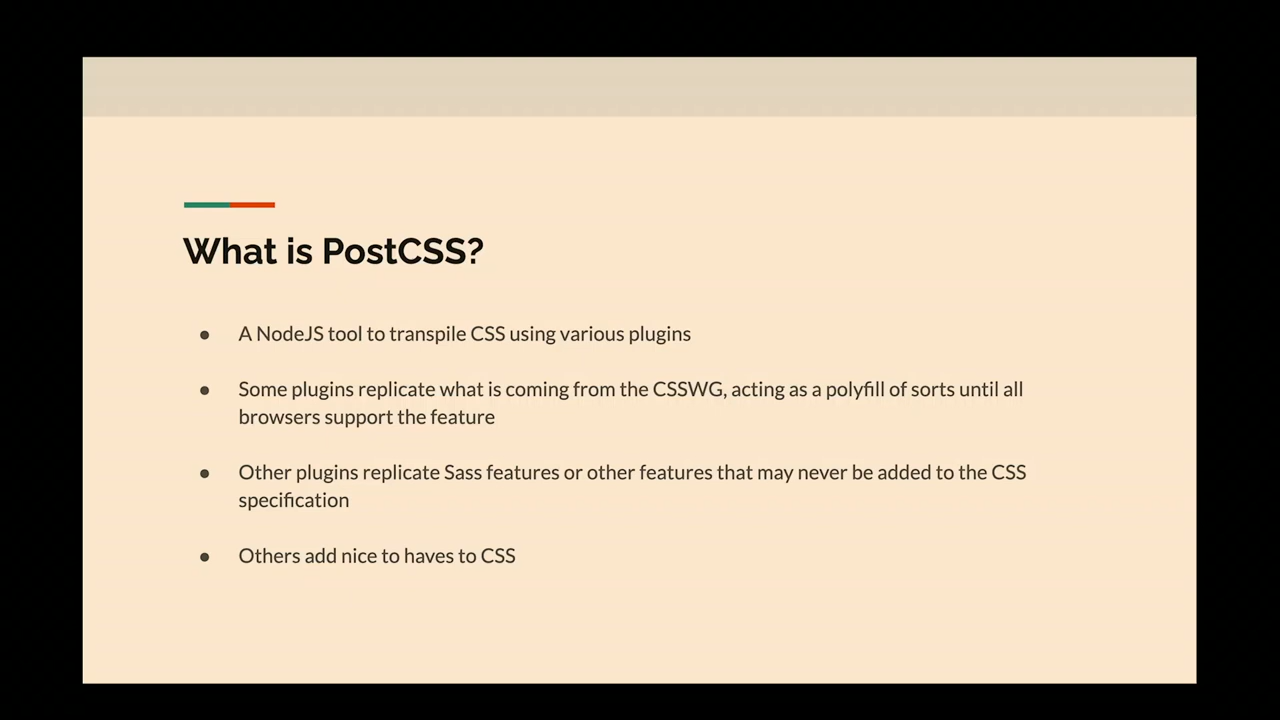 What is PostCSS?
● A NodeJS tool to transpile CSS using various plugins
● Some plugins replicate what is coming from the CSSWG, acting as a polyfill of sorts until all
browsers support the feature
● Other plugins replicate Sass features or other features that may never be added to the CSS
specification
● Others add nice to haves to CSS